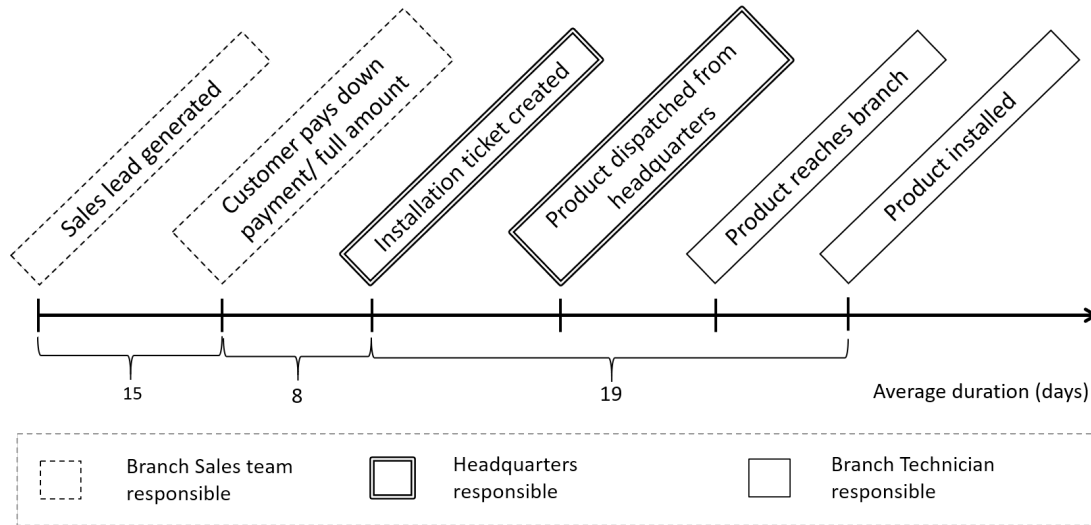 Sales lead generated
Customer pays down
payment/ full amount
Installation ticket created
Product dispatched from
headquarters
Product reaches branch
Product installed
15
8
19
Average duration (days)
Branch Sales team
responsible
Headquarters
responsible
Branch Technician
responsible